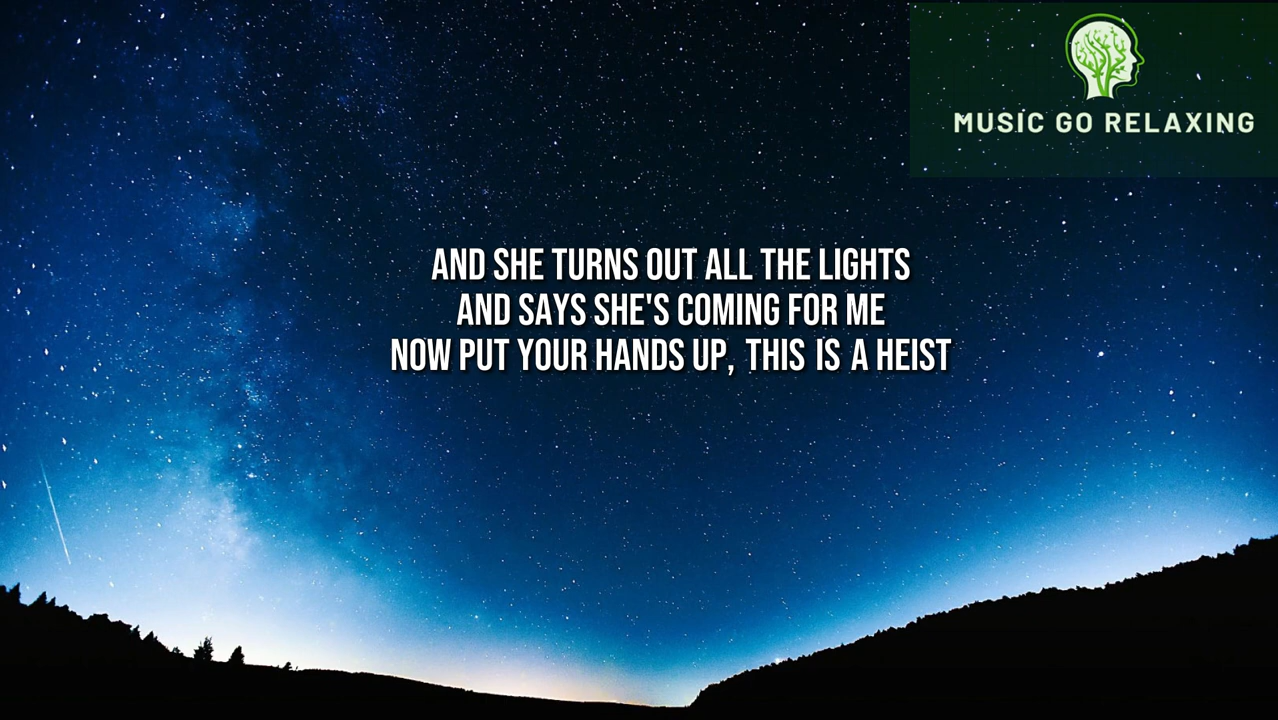 MUSIC GO RELAXING
AND SHE TURNS OUT ALL THE LIGHTS
AND SAYS SHE'S COMING FOR ME
NOW PUT YOUR HANDS UP, THIS IS A HEIST